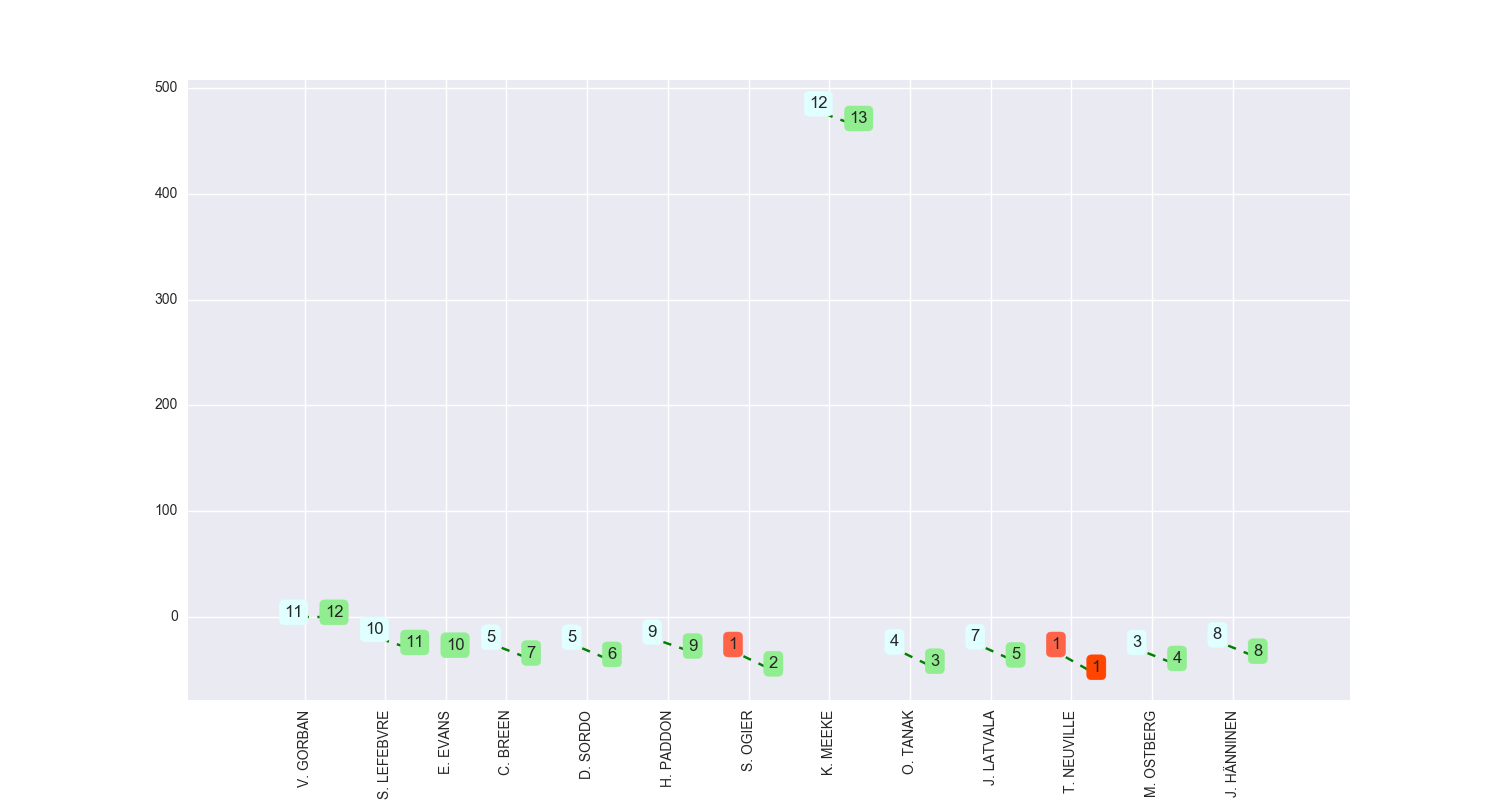 500
400
300
200
100
0
12
13
11 12
10 11
10
5 7
5 6
9 9
1 2
4 3
7 5
1 1
3 4
8 8
V. GORBAN
S. LEFEBVRE
E. EVANS
C. BREEN
D. SORDO
H. PADDON
S. OGIER
K. MEEKE
O. TANAK
J. LATVALA
T. NEUVILLE
M. OSTBERG
J. HÄNNINEN